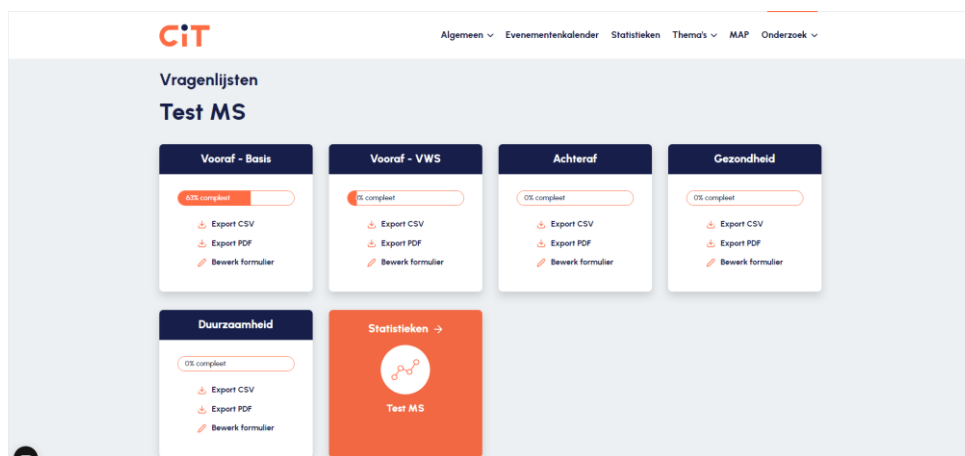 CiT
Algemeen Evenementenkalender Statistieken Thema's MAP Onderzoek
Vragenlijsten
Test MS
Vooraf - Basis
63% compleet
Export CSV
Export PDF
Bewerk formulier
Vooraf - VWS
% compleet
Export CSV
Export PDF
Bewerk formulier
Achteraf
0% compleet
Export CSV
Export PDF
Bewerk formulier
Gezondheid
0% compleet
Export CSV
Export PDF
Bewerk formulier
Duurzaamheid
0% compleet
Export CSV
Export PDF
Bewerk formulier
Statistieken →
Test MS